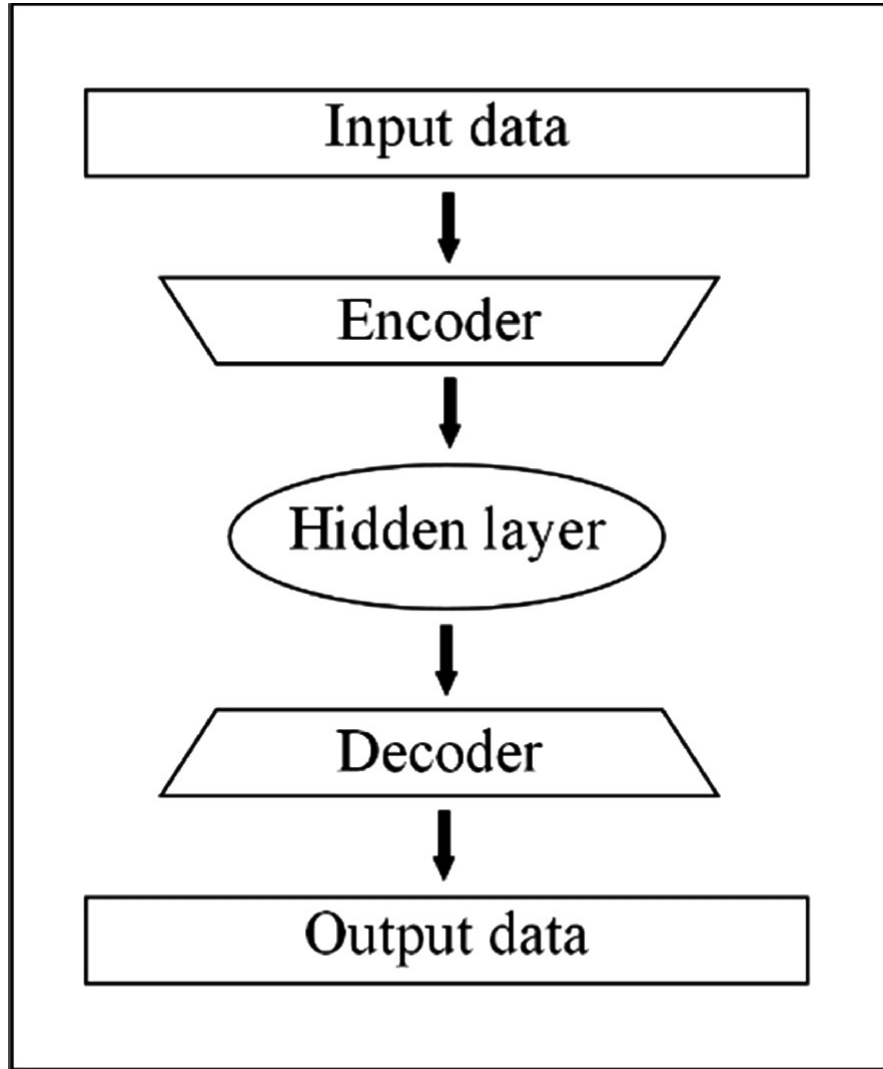 Input data
Encoder
Hidden layer
Decoder
Output data